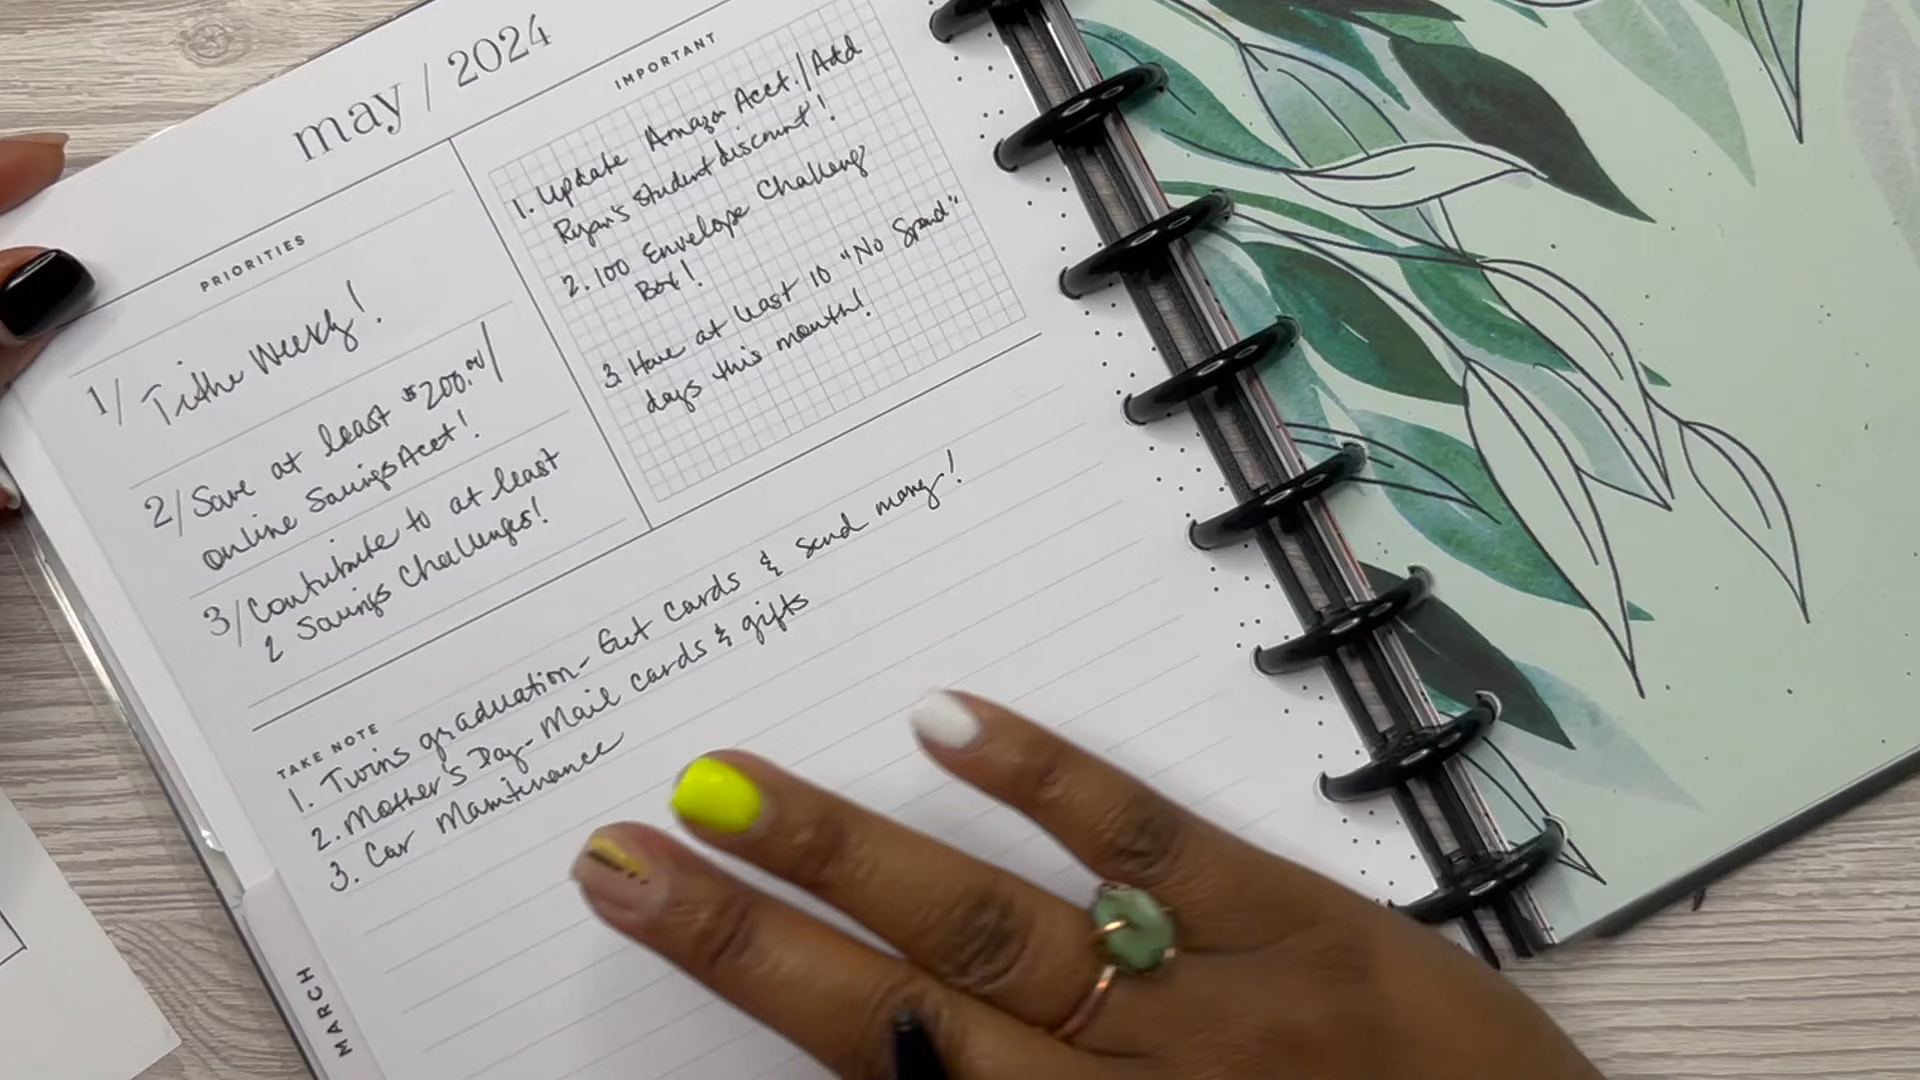 may / 2024
PRIORITIES
1/ Tithe Weekly!
2/ Save at least $200.00/
online Savings Acct!
3/ Contribute to at least
2 Savings Challenges!
IMPORTANT
1. Update Amazon Acct./Add
Ryan's student discount!
2. 100 Envelope Challeng
Box!
3. Have at least 10 "No Spend"
days this month!
TAKE NOTE
1. Twins graduation- Get cards & send money!
2. Mother's Day- Mail cards & gifts
3. Car Maintenance
MARCH